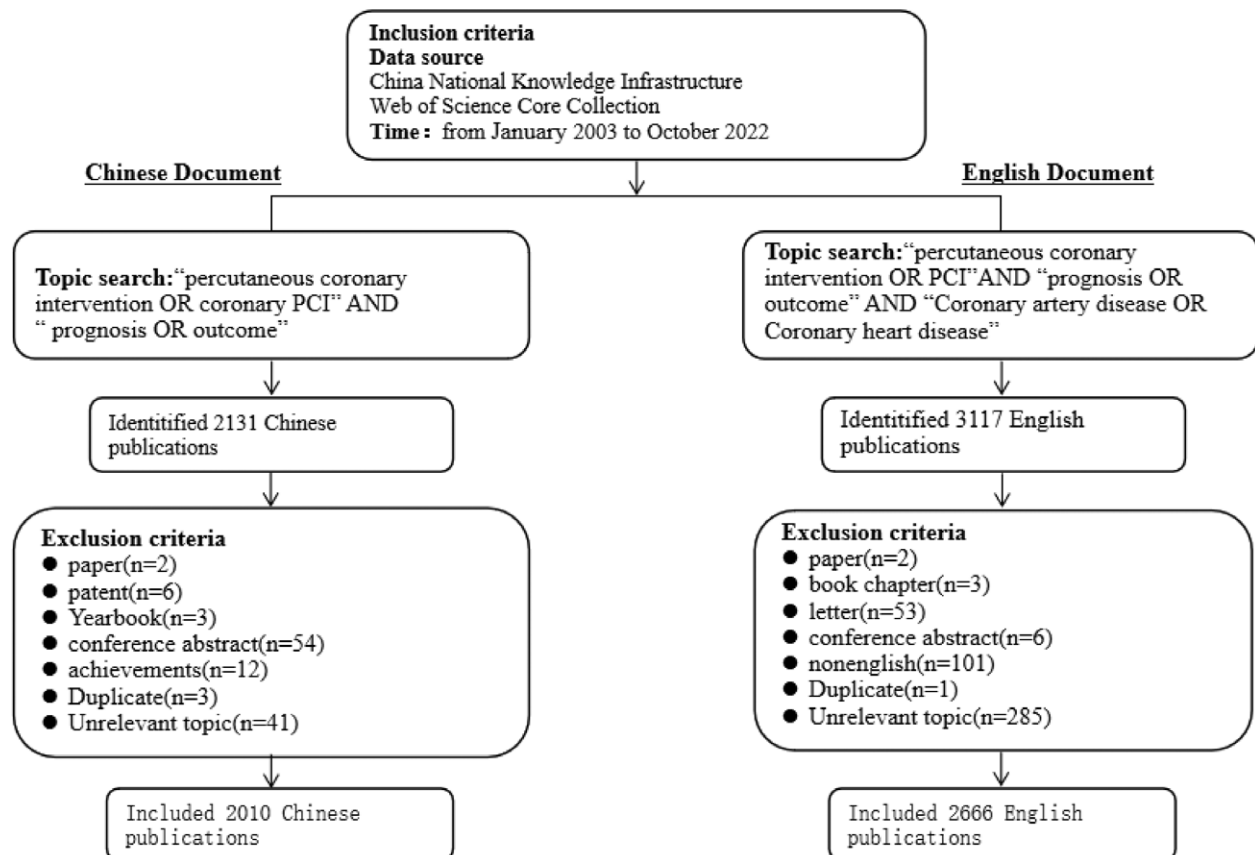 Inclusion criteria
Data source
China National Knowledge Infrastructure
Web of Science Core Collection
Time： from January 2003 to October 2022
Chinese Document
English Document
Topic search:“percutaneous coronary
intervention OR coronary PCI” AND
“ prognosis OR outcome”
Topic search:“percutaneous coronary
intervention OR PCI”AND “prognosis OR
outcome” AND “Coronary artery disease OR
Coronary heart disease”
Identitified 2131 Chinese
publications
Identitified 3117 English
publications
Exclusion criteria
● paper(n=2)
● patent(n=6)
● Yearbook(n=3)
● conference abstract(n=54)
● achievements(n=12)
● Duplicate(n=3)
● Unrelevant topic(n=41)
Exclusion criteria
● paper(n=2)
● book chapter(n=3)
● letter(n=53)
● conference abstract(n=6)
● nonenglish(n=101)
● Duplicate(n=1)
● Unrelevant topic(n=285)
Included 2010 Chinese
publications
Included 2666 English
publications